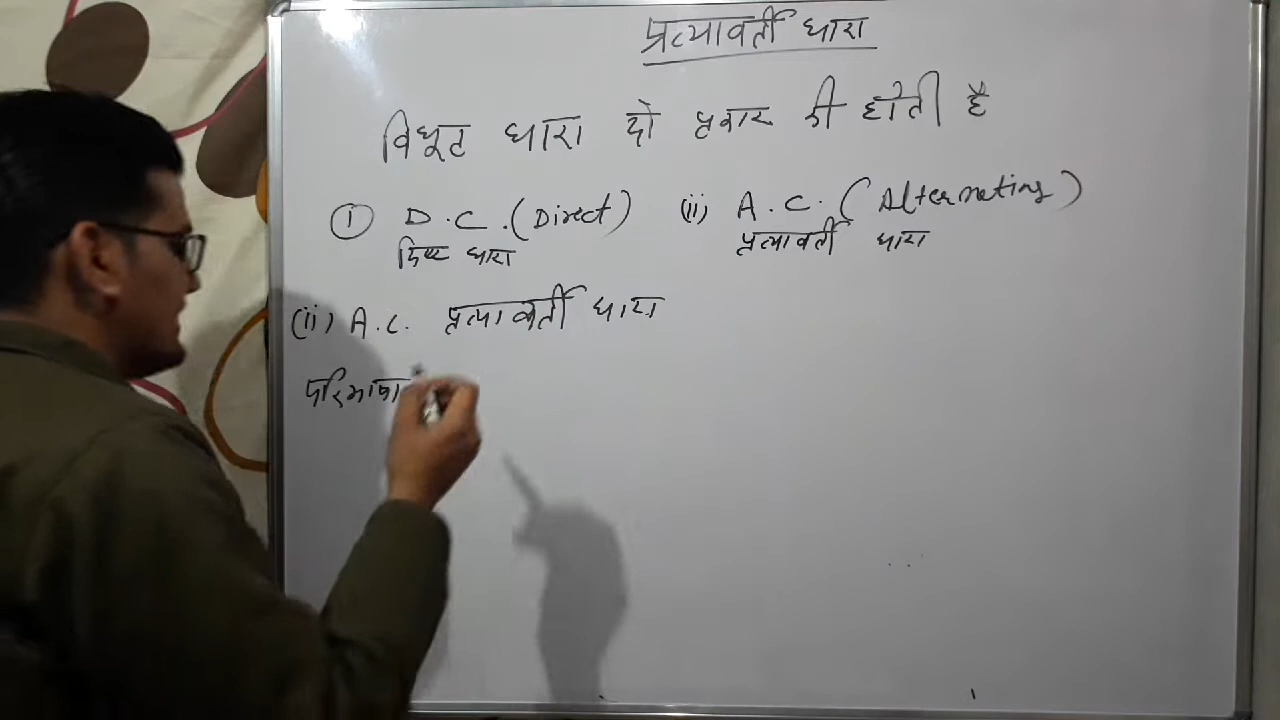 प्रत्यावर्ती धारा
विधूट धारा दो प्रकार की होती है
① D.C.(Direct) (ii) A.C.(Alternating)
दिष्ट धारा प्रत्यावर्ती धारा
(ii) A.C. प्रत्यावर्ती धारा
परिभाषा